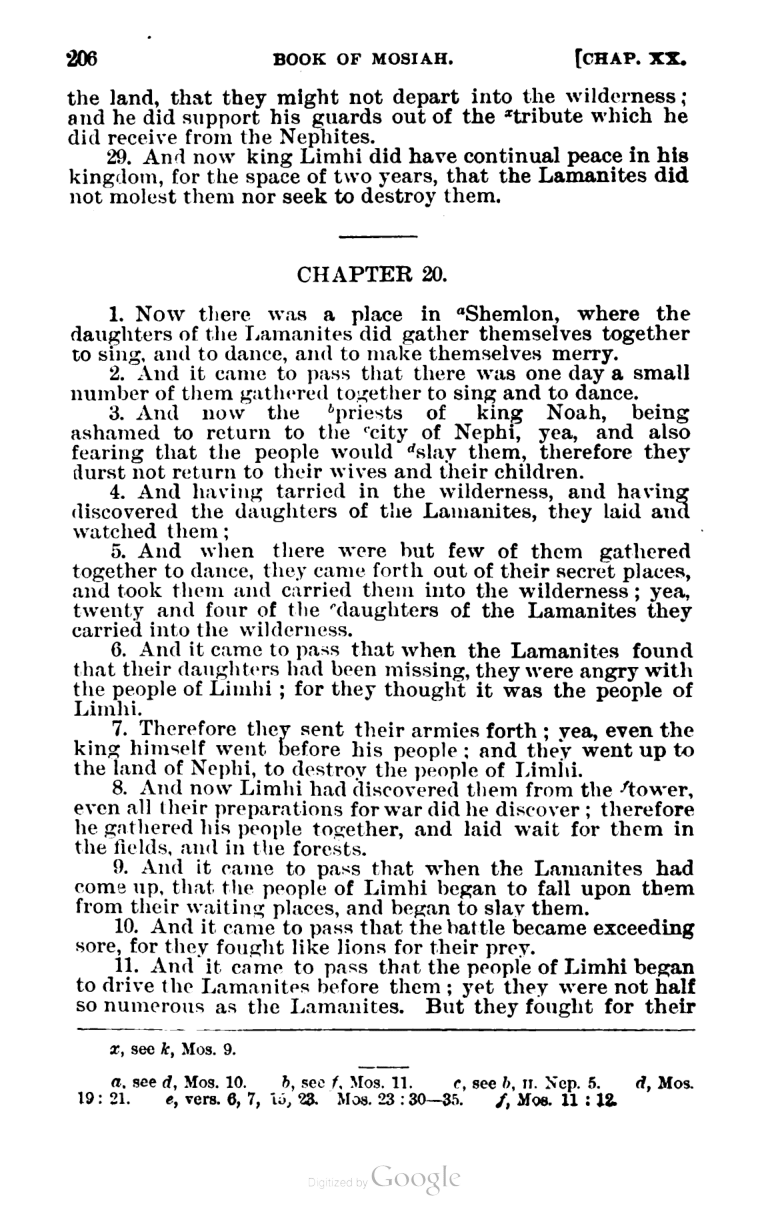 206 BOOK OF MOSIAH. [CHAP. XX.
the land, that they might not depart into the wilderness;
and he did support his guards out of the ˣtribute which he
did receive from the Nephites.
29. And now king Limhi did have continual peace in his
kingdom, for the space of two years, that the Lamanites did
not molest them nor seek to destroy them.
CHAPTER 20.
1. Now there was a place in ᵃShemlon, where the
daughters of the Lamanites did gather themselves together
to sing, and to dance, and to make themselves merry.
2. And it came to pass that there was one day a small
number of them gathered together to sing and to dance.
3. And now the ᵇpriests of king Noah, being
ashamed to return to the ᶜcity of Nephi, yea, and also
fearing that the people would ᵈslay them, therefore they
durst not return to their wives and their children.
4. And having tarried in the wilderness, and having
discovered the daughters of the Lamanites, they laid and
watched them;
5. And when there were but few of them gathered
together to dance, they came forth out of their secret places,
and took them and carried them into the wilderness; yea,
twenty and four of the ᵉdaughters of the Lamanites they
carried into the wilderness.
6. And it came to pass that when the Lamanites found
that their daughters had been missing, they were angry with
the people of Limhi; for they thought it was the people of
Limhi.
7. Therefore they sent their armies forth; yea, even the
king himself went before his people; and they went up to
the land of Nephi, to destroy the people of Limhi.
8. And now Limhi had discovered them from the ᶠtower,
even all their preparations for war did he discover; therefore
he gathered his people together, and laid wait for them in
the fields, and in the forests.
9. And it came to pass that when the Lamanites had
come up, that the people of Limhi began to fall upon them
from their waiting places, and began to slay them.
10. And it came to pass that the battle became exceeding
sore, for they fought like lions for their prey.
11. And it came to pass that the people of Limhi began
to drive the Lamanites before them; yet they were not half
so numerous as the Lamanites. But they fought for their
x, see k, Mos. 9.
a, see d, Mos. 10. b, see f, Mos. 11. c, see b, II. Nep. 5. d, Mos.
19: 21. e, vers. 6, 7, 15, 23. Mos. 23: 30—35. f, Mos. 11: 12.
Digitized by Google